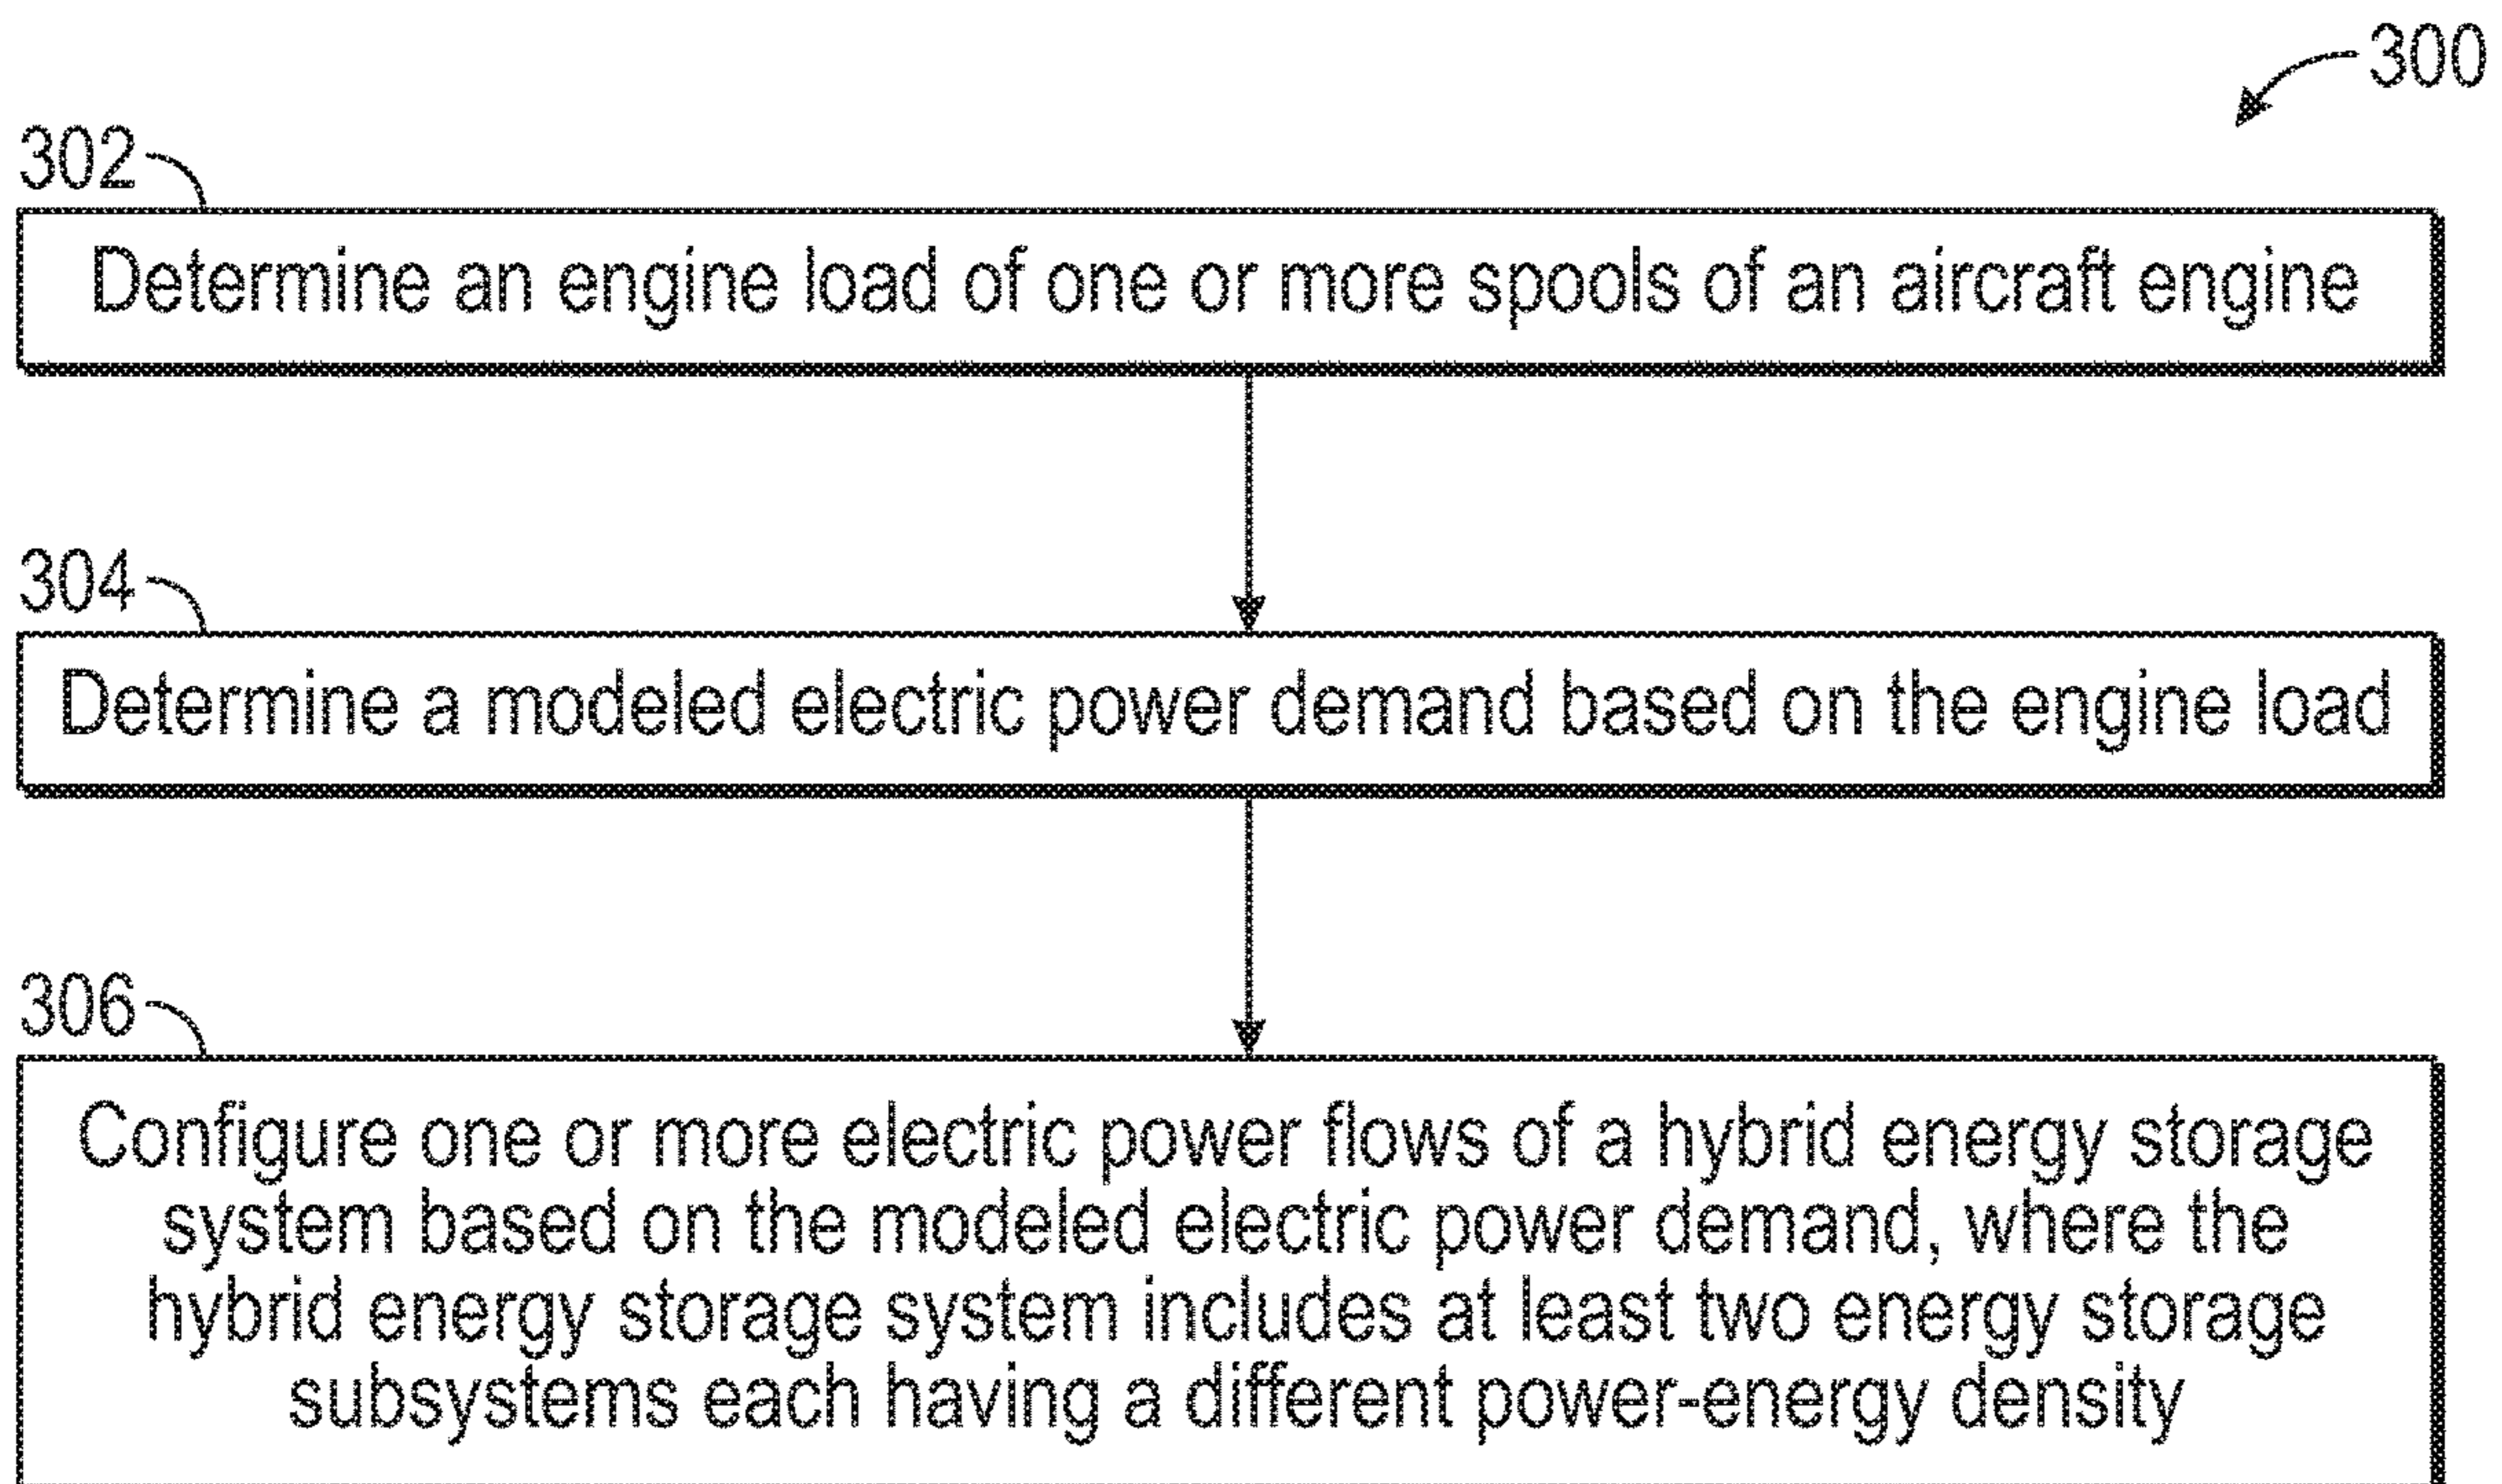 300
302
Determine an engine load of one or more spools of an aircraft engine
304
Determine a modeled electric power demand based on the engine load
306
Configure one or more electric power flows of a hybrid energy storage
system based on the modeled electric power demand, where the
hybrid energy storage system includes at least two energy storage
subsystems each having a different power-energy density